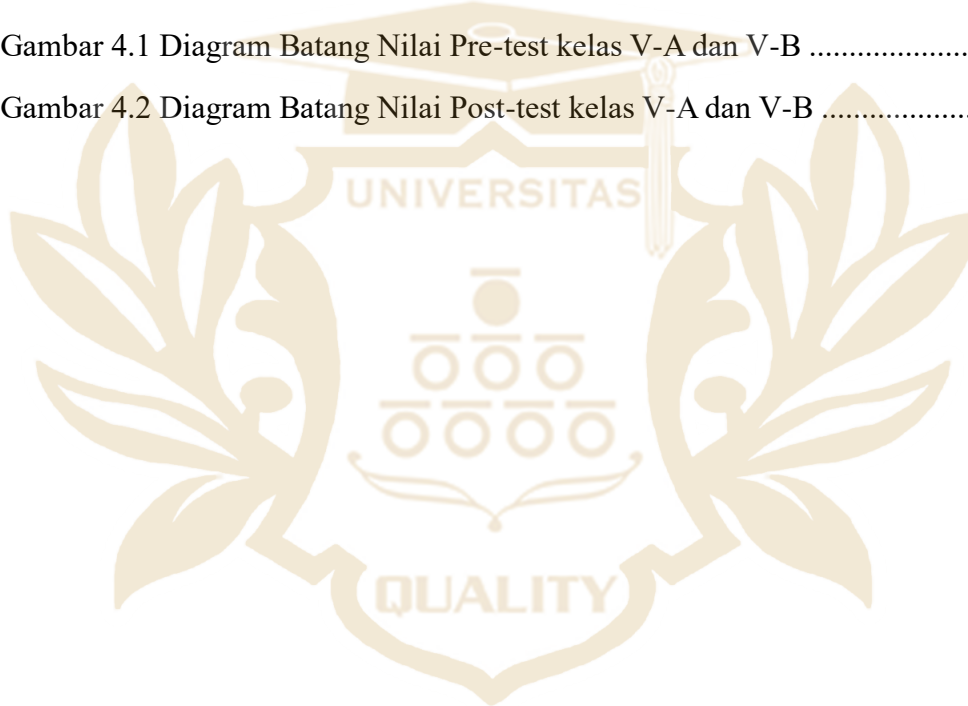 Gambar 4.1 Diagram Batang Nilai Pre-test kelas V-A dan V-B ....................
Gambar 4.2 Diagram Batang Nilai Post-test kelas V-A dan V-B ...................
UNIVERSITAS
QUALITY